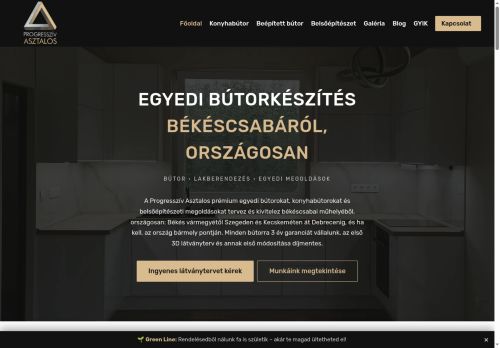 PROGRESSZÍV
ASZTALOS
Főoldal Konyhabútor Beépített bútor Belsőépítészet Galéria Blog GYIK Kapcsolat
EGYEDI BÚTORKÉSZÍTÉS
BÉKÉSCSABÁRÓL,
ORSZÁGOSAN
BÚTOR • LAKBERENDEZÉS • EGYEDI MEGOLDÁSOK
A Progresszív Asztalos prémium egyedi bútorokat, konyhabútorokat és
belsőépítészeti megoldásokat tervez és kivitelez békéscsabai műhelyéből,
országosan: Békés vármegyétől Szegeden és Kecskeméten át Debrecenig, és ha
kell, az ország bármely pontján. Minden bútorra 3 év garanciát vállalunk, az első
3D látványterv és annak első módosítása díjmentes.
Ingyenes látványtervet kérek Munkáink megtekintése
🌱 Green Line: Rendelésedből nálunk fa is születik – akár te magad ültetheted el! ×